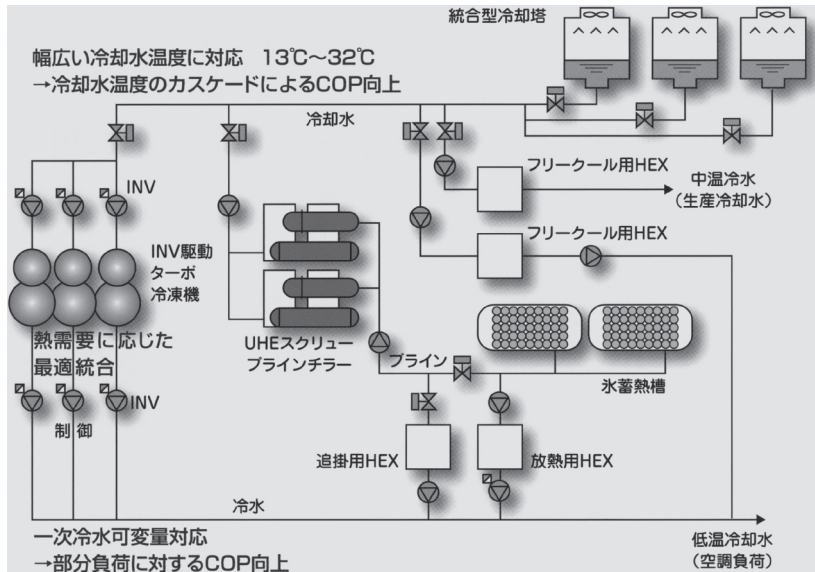 統合型冷却塔
幅広い冷却水温度に対応　13℃～32℃
→冷却水温度のカスケードによるCOP向上
冷却水
フリークール用HEX
中温冷水
（生産冷却水）
INV
フリークール用HEX
INV駆動
ターボ
冷凍機
熱需要に応じた
最適統合
UHEスクリュー
ブラインチラー
ブライン
氷蓄熱槽
INV
制御
追掛用HEX
放熱用HEX
冷水
一次冷水可変量対応
→部分負荷に対するCOP向上
低温冷却水
（空調負荷）